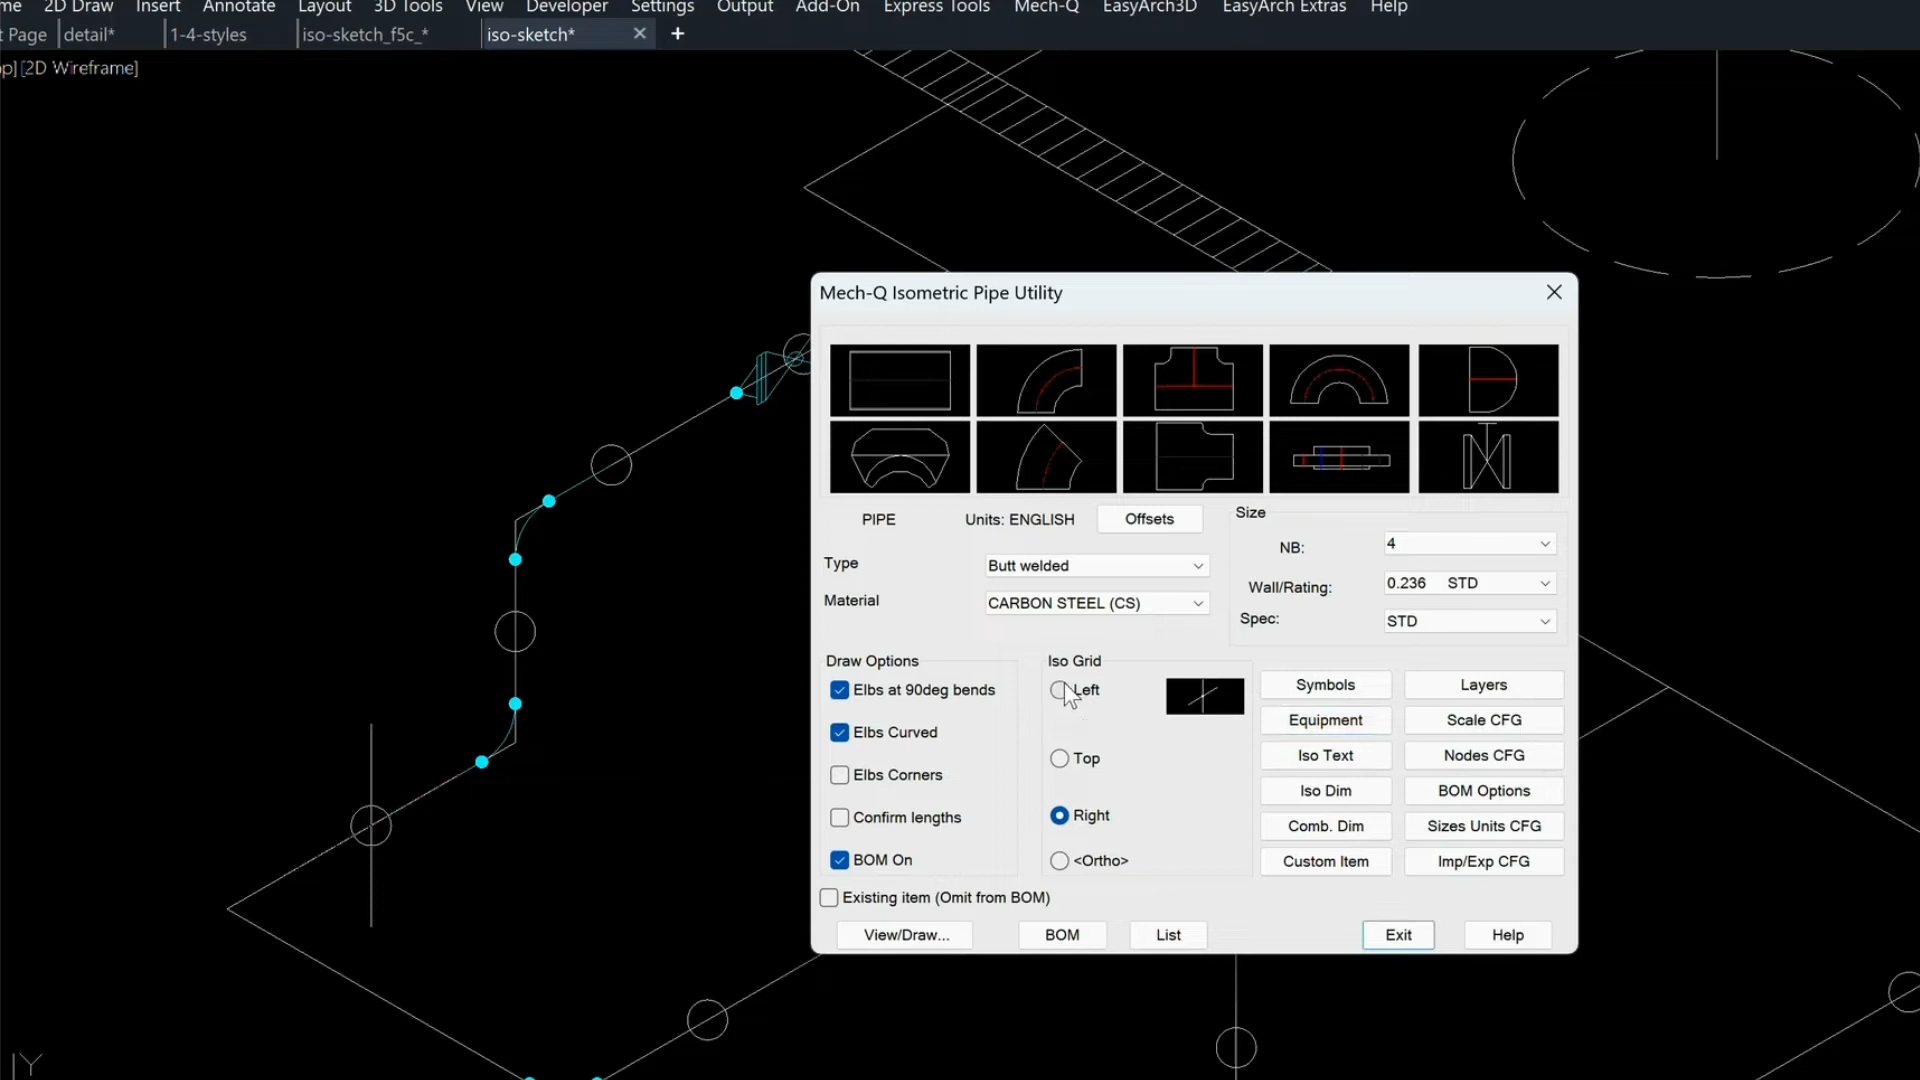 me 2D Draw Insert Annotate Layout 3D Tools View Developer Settings Output Add-On Express Tools Mech-Q EasyArch3D EasyArch Extras Help
t Page detail* 1-4-styles iso-sketch_f5c_* iso-sketch* × +
op][2D Wireframe]
Mech-Q Isometric Pipe Utility
PIPE Units: ENGLISH Offsets
Size
NB: 4
Type Butt welded
Wall/Rating: 0.236 STD
Material CARBON STEEL (CS)
Spec: STD
Draw Options
Elbs at 90deg bends
Elbs Curved
Elbs Corners
Confirm lengths
BOM On
Iso Grid
Left
Top
Right
<Ortho>
Symbols Layers
Equipment Scale CFG
Iso Text Nodes CFG
Iso Dim BOM Options
Comb. Dim Sizes Units CFG
Custom Item Imp/Exp CFG
Existing item (Omit from BOM)
View/Draw... BOM List Exit Help
Y